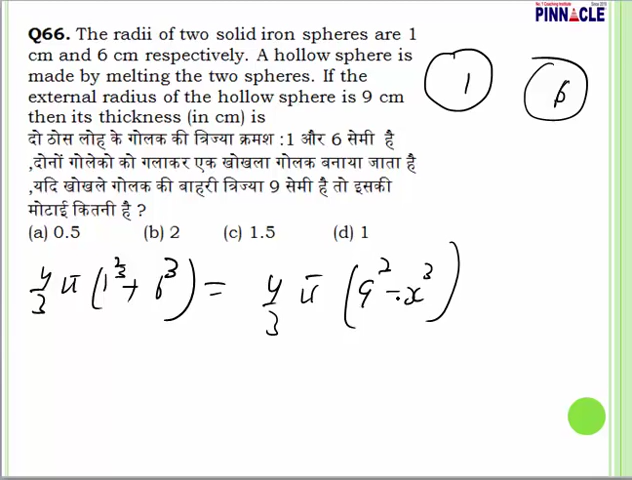 No. 1 Coaching Institute Since 2015
PINNACLE
Q66. The radii of two solid iron spheres are 1
cm and 6 cm respectively. A hollow sphere is
made by melting the two spheres. If the
external radius of the hollow sphere is 9 cm
then its thickness (in cm) is
दो ठोस लोह के गोलक की त्रिज्या क्रमश :1 और 6 सेमी है
,दोनों गोलेको को गलाकर एक खोखला गोलक बनाया जाता है
,यदि खोखले गोलक की बाहरी त्रिज्या 9 सेमी है तो इसकी
मोटाई कितनी है ?
(a) 0.5 (b) 2 (c) 1.5 (d) 1
1 6
4/3 π (1³ + 6³) = 4/3 π (9² - x³)